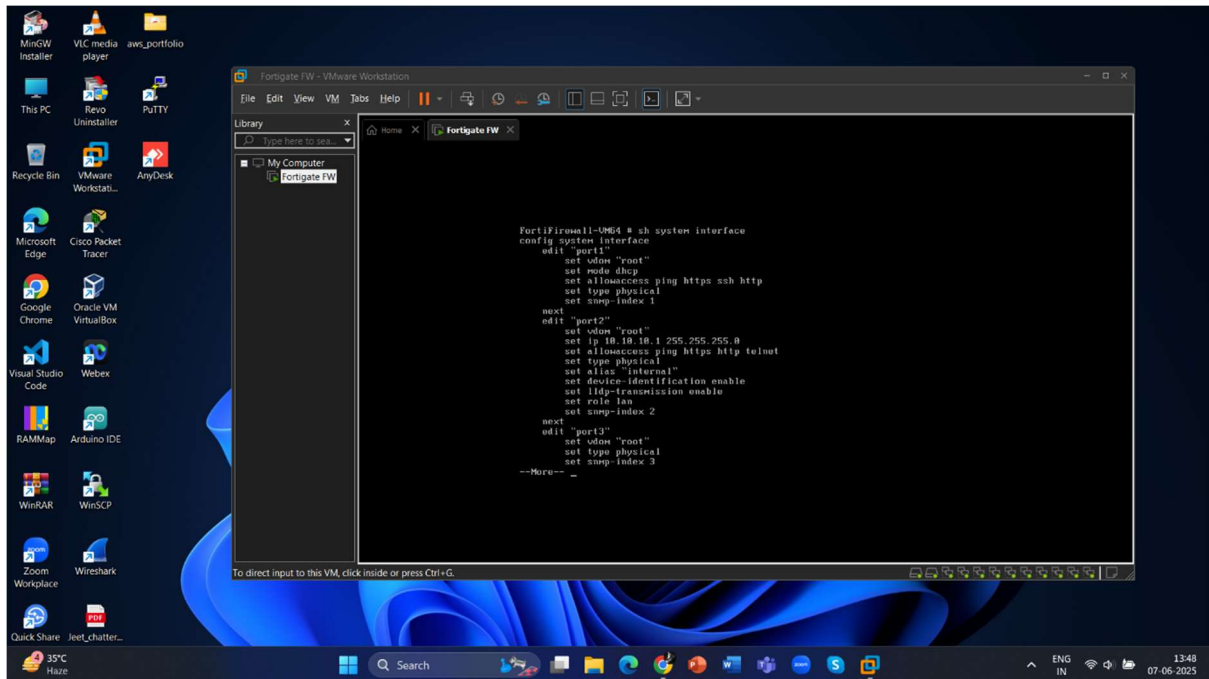 MinGW
Installer
VLC media
player
aws_portfolio
This PC
Revo
Uninstaller
PuTTY
Recycle Bin
VMware
Workstati...
AnyDesk
Microsoft
Edge
Cisco Packet
Tracer
Google
Chrome
Oracle VM
VirtualBox
Visual Studio
Code
Webex
RAMMap
Arduino IDE
WinRAR
WinSCP
Zoom
Workplace
Wireshark
Quick Share
Jeet_chatter...
Fortigate FW - VMware Workstation
File Edit View VM Tabs Help
Library
Type here to sea...
My Computer
Fortigate FW
Home
Fortigate FW
FortiFirewall-VM64 # sh system interface
config system interface
edit "port1"
set vdom "root"
set mode dhcp
set allowaccess ping https ssh http
set type physical
set snmp-index 1
next
edit "port2"
set vdom "root"
set ip 10.10.10.1 255.255.255.0
set allowaccess ping https http telnet
set type physical
set alias "internal"
set device-identification enable
set lldp-transmission enable
set role lan
set snmp-index 2
next
edit "port3"
set vdom "root"
set type physical
set snmp-index 3
--More-- _
To direct input to this VM, click inside or press Ctrl+G.
4
35°C
Haze
Search
ENG
IN
13:48
07-06-2025